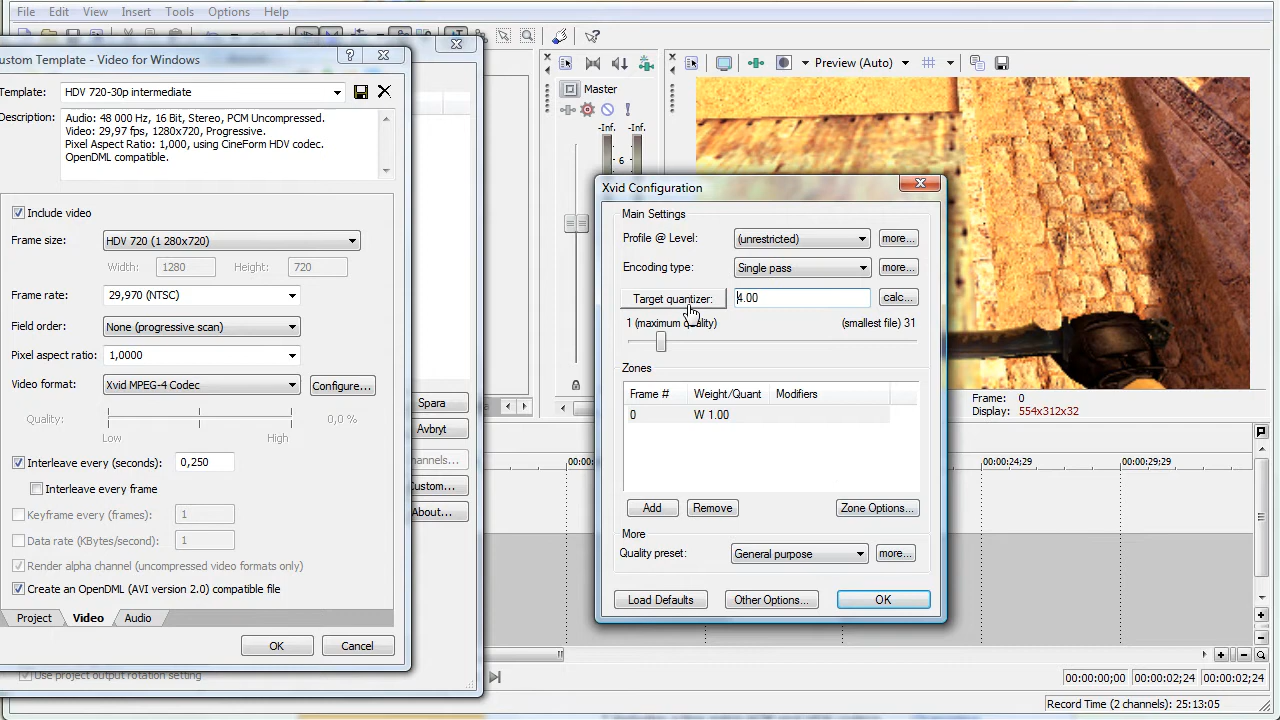 File Edit View Insert Tools Options Help
Custom Template - Video for Windows
Template: HDV 720-30p intermediate
Description: Audio: 48 000 Hz, 16 Bit, Stereo, PCM Uncompressed.
Video: 29,97 fps, 1280x720, Progressive.
Pixel Aspect Ratio: 1,000, using CineForm HDV codec.
OpenDML compatible.
Include video
Frame size: HDV 720 (1 280x720)
Width: 1280 Height: 720
Frame rate: 29,970 (NTSC)
Field order: None (progressive scan)
Pixel aspect ratio: 1,0000
Video format: Xvid MPEG-4 Codec Configure...
Quality: 0,0 %
Low High
Interleave every (seconds): 0,250
Interleave every frame
Keyframe every (frames): 1
Data rate (KBytes/second): 1
Render alpha channel (uncompressed video formats only)
Create an OpenDML (AVI version 2.0) compatible file
Project Video Audio
OK Cancel
Use project output rotation setting
Spara
Avbryt
hannels...
Custom...
About...
Master
-Inf. -Inf.
6
Preview (Auto)
Xvid Configuration
Main Settings
Profile @ Level: (unrestricted) more...
Encoding type: Single pass more...
Target quantizer: 4.00 calc...
1 (maximum quality) (smallest file) 31
Zones
Frame # Weight/Quant Modifiers
0 W 1.00
Add Remove Zone Options...
More
Quality preset: General purpose more...
Load Defaults Other Options... OK
Frame: 0
Display: 554x312x32
00:00: 00:00:24;29 00:00:29;29
00:00:00;00 00:00:02;24 00:00:02;24
Record Time (2 channels): 25:13:05